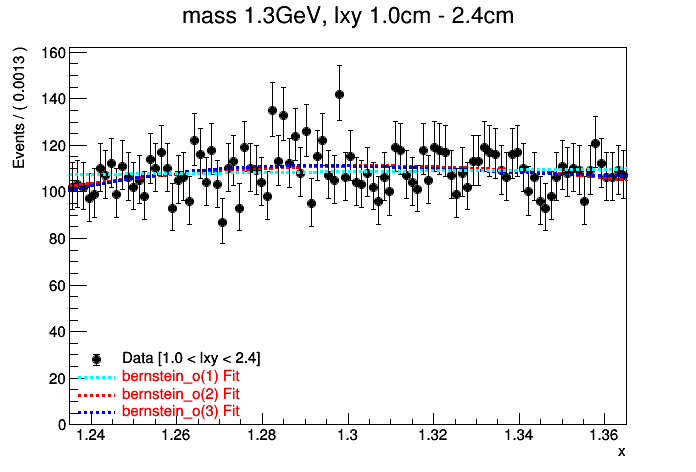 mass 1.3GeV, lxy 1.0cm - 2.4cm
Events / ( 0.0013 )
160
140
120
100
80
60
40
20
0
Data [1.0 < lxy < 2.4]
bernstein_o(1) Fit
bernstein_o(2) Fit
bernstein_o(3) Fit
1.24 1.26 1.28 1.3 1.32 1.34 1.36
x